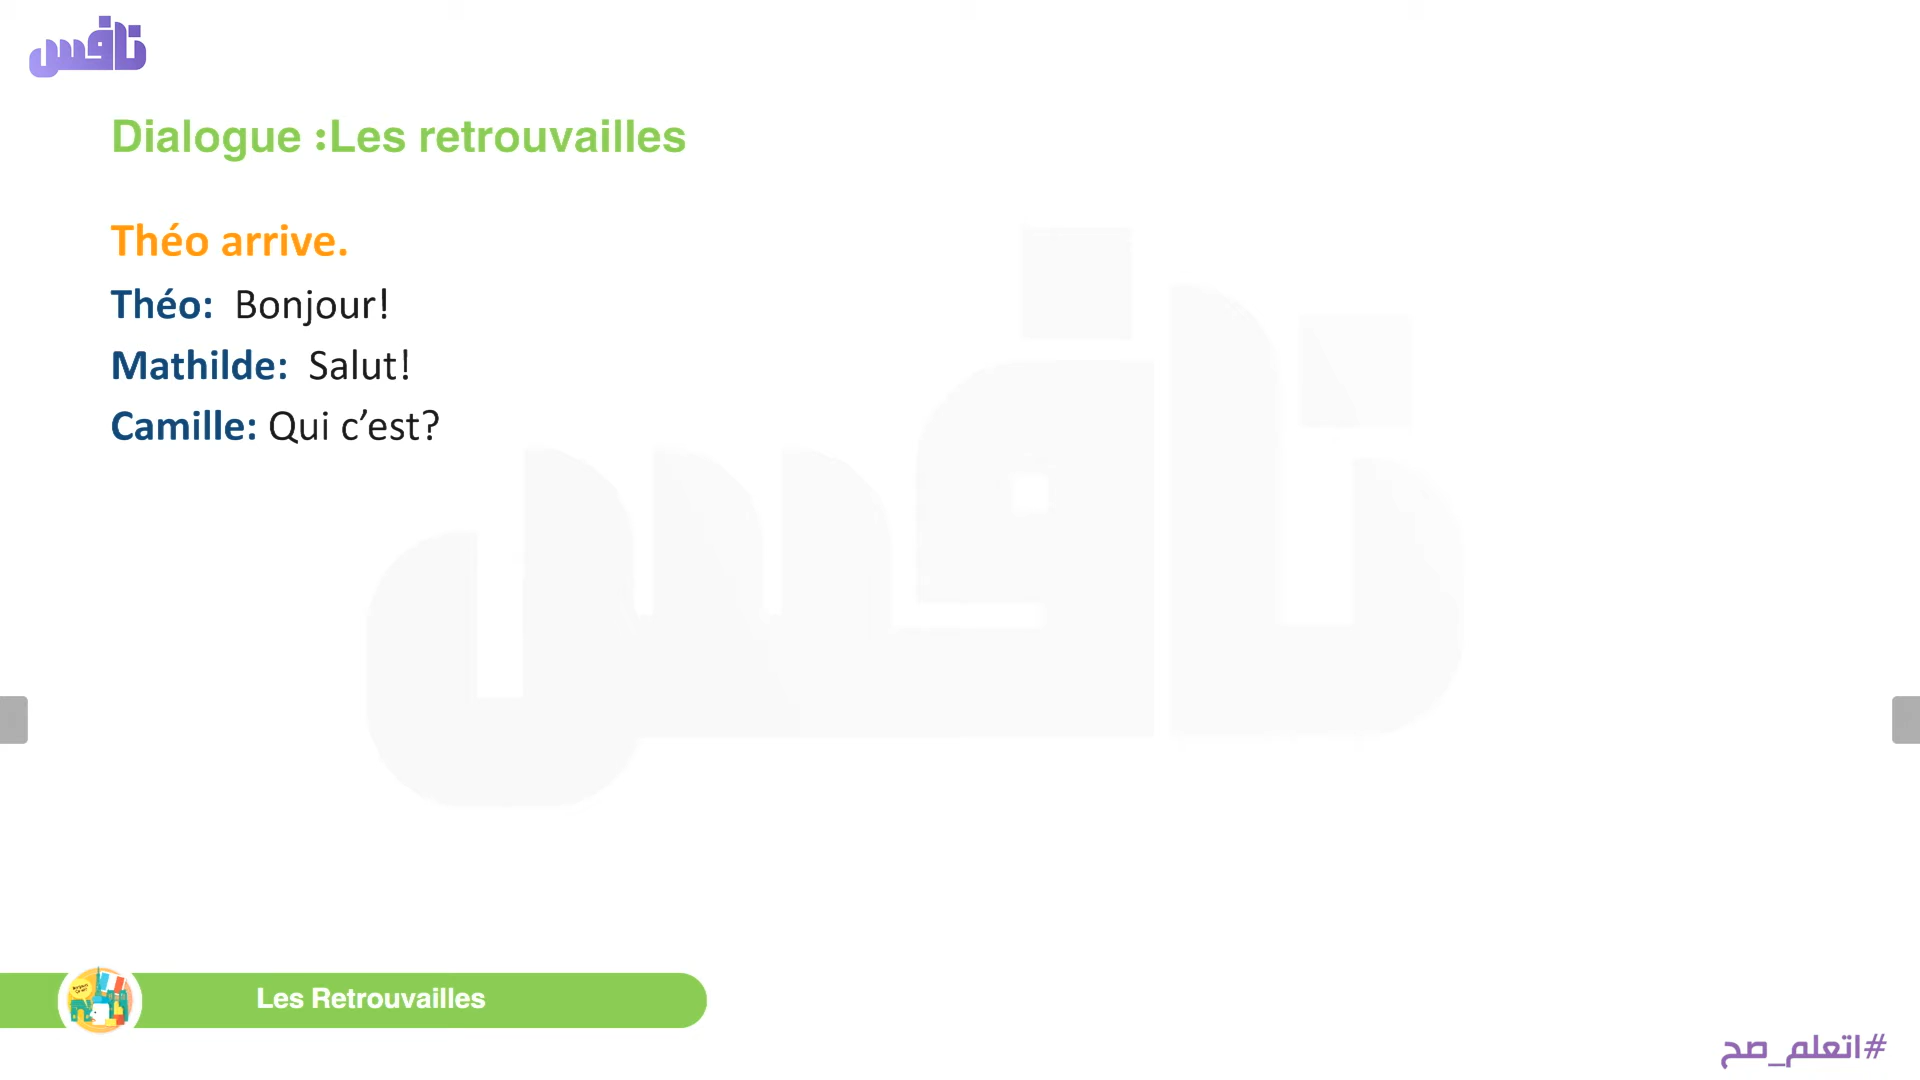 نافس
Dialogue :Les retrouvailles
Théo arrive.
Théo: Bonjour!
Mathilde: Salut!
Camille: Qui c’est?
Les Retrouvailles
#اتعلم_صح